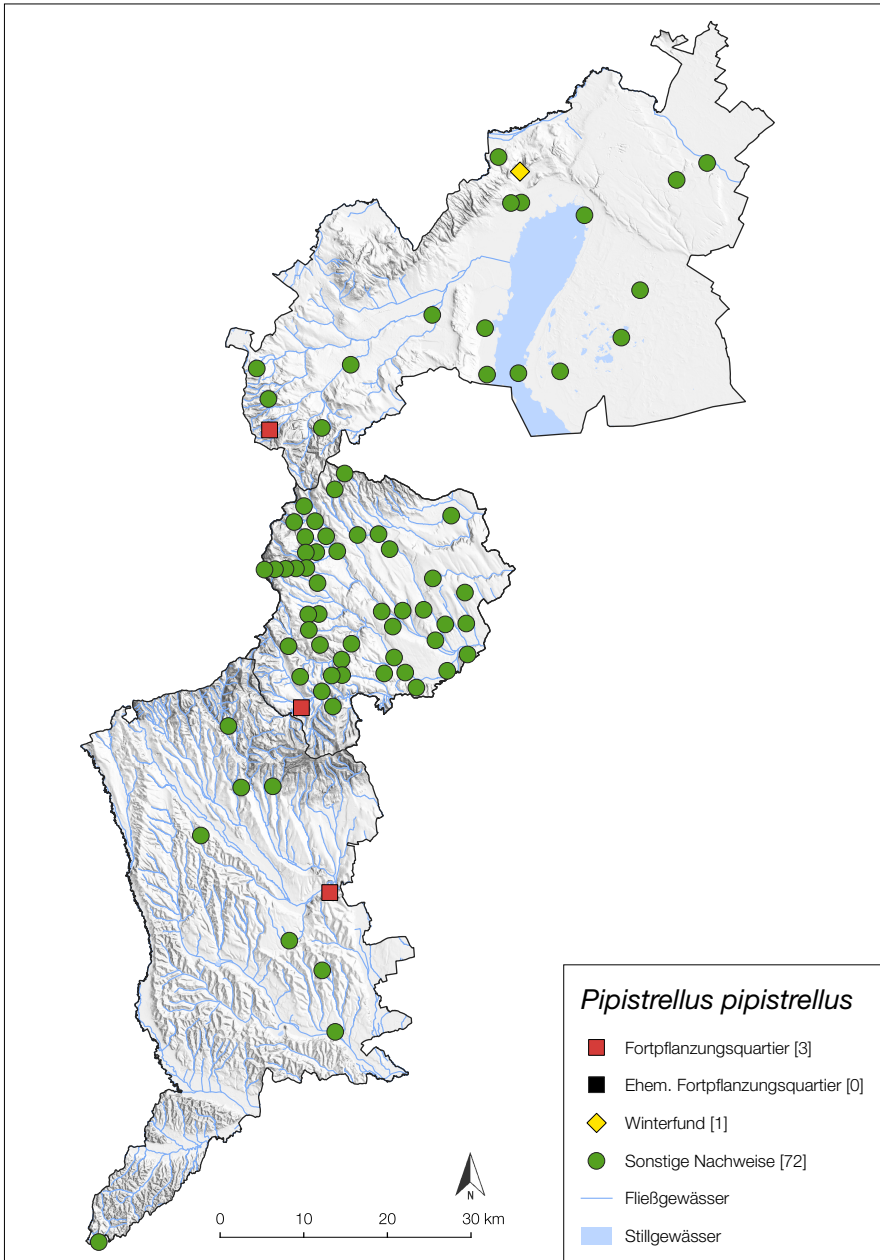 Pipistrellus pipistrellus
Fortpflanzungsquartier [3]
Ehem. Fortpflanzungsquartier [0]
Winterfund [1]
Sonstige Nachweise [72]
Fließgewässer
Stillgewässer
N
0 10 20 30 km